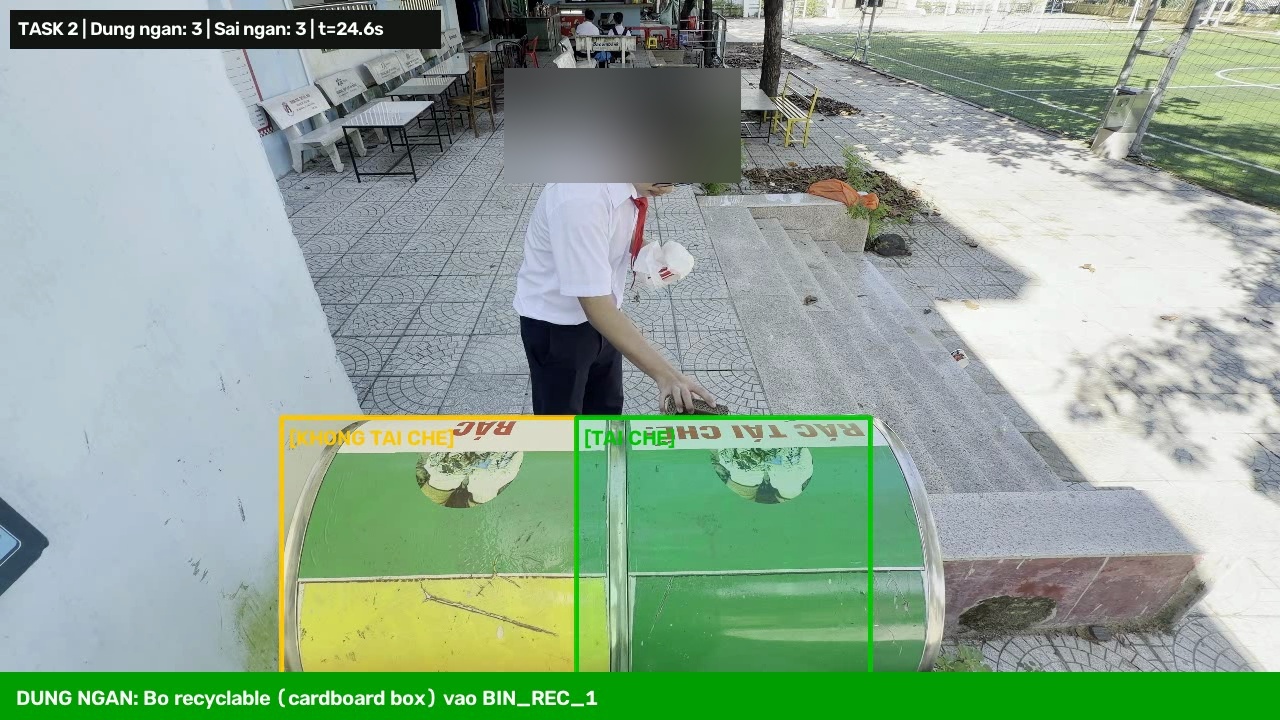 TASK 2 | Dung ngan: 3 | Sai ngan: 3 | t=24.6s
[KHONG TAI CHE]
RÁC
[TAI CHE]
RÁC TÁI CHẾ
DUNG NGAN: Bo recyclable (cardboard box) vao BIN_REC_1